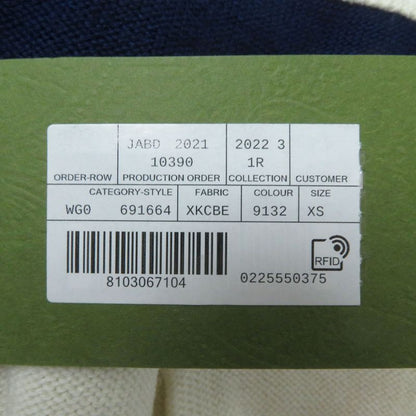 JABD 2021 2022 3
10390 1R
ORDER-ROW PRODUCTION ORDER COLLECTION CUSTOMER
CATEGORY-STYLE FABRIC COLOUR SIZE
WG0 691664 XKCBE 9132 XS
RFID
8103067104 0225550375